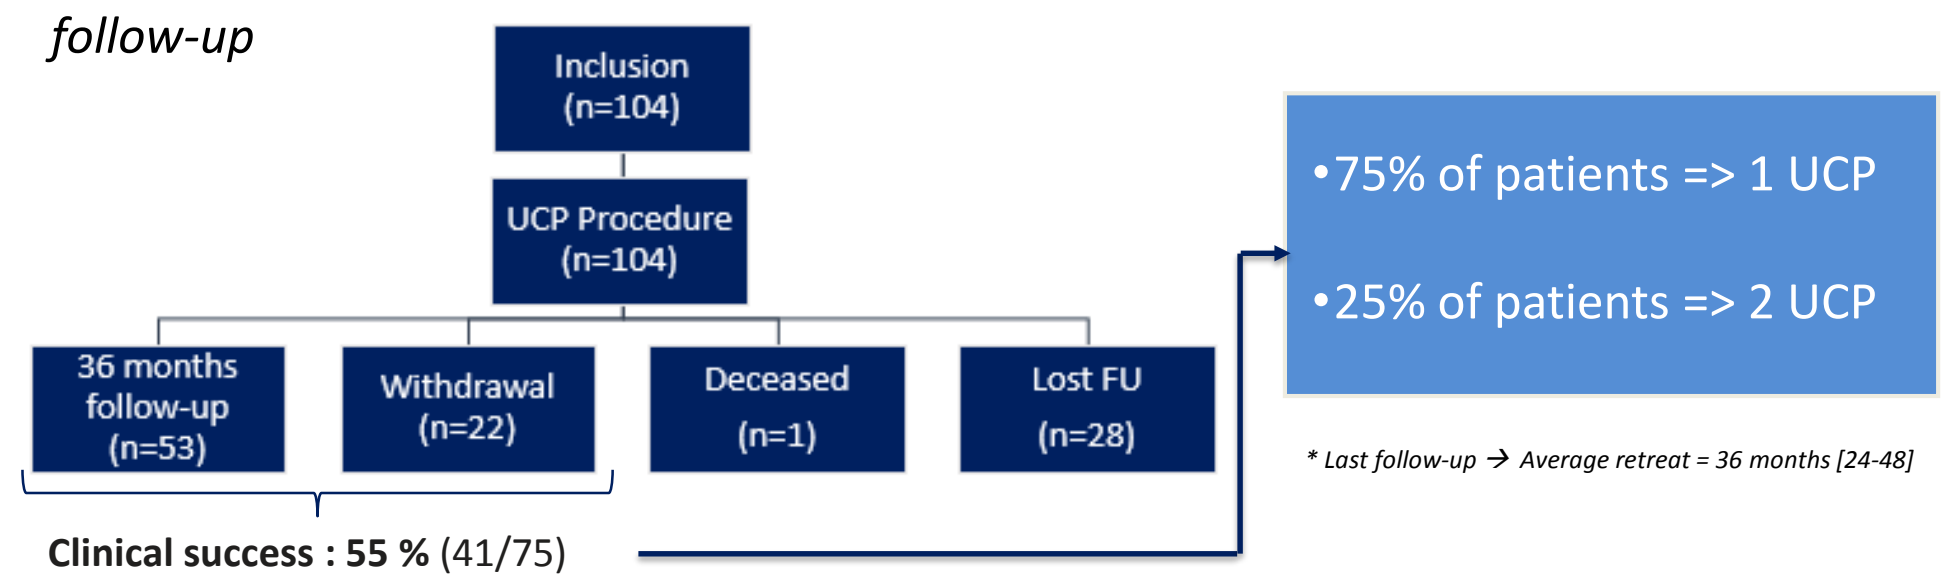 follow-up
Inclusion
(n=104)
UCP Procedure
(n=104)
36 months
follow-up
(n=53)
Withdrawal
(n=22)
Deceased
(n=1)
Lost FU
(n=28)
Clinical success : 55 % (41/75)
•75% of patients => 1 UCP
•25% of patients => 2 UCP
* Last follow-up → Average retreat = 36 months [24-48]